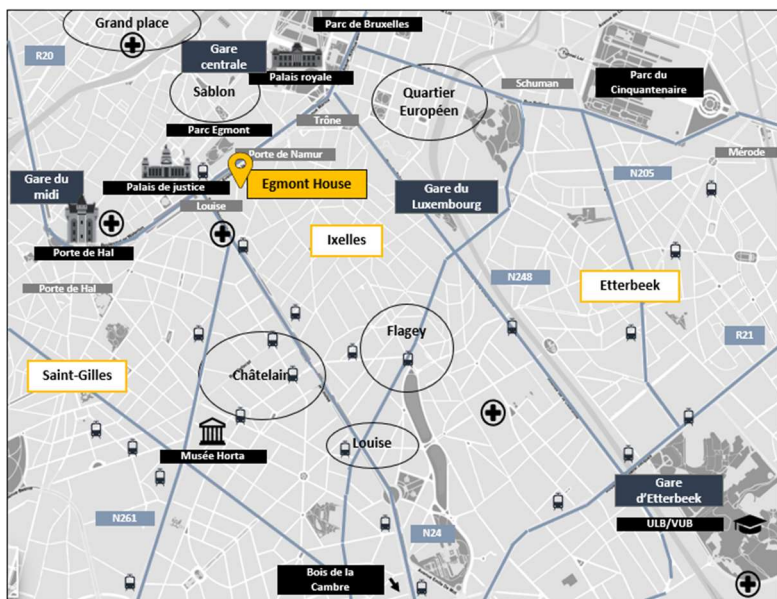 Grand place
Parc de Bruxelles
R20
Gare
centrale
Palais royale
Sablon
Quartier
Européen
Schuman
Parc du
Cinquantenaire
Trône
Parc Egmont
Porte de Namur
Mérode
Gare du
midi
Palais de justice
Egmont House
N205
Gare du
Luxembourg
Louise
Porte de Hal
Ixelles
N248
Etterbeek
Porte de Hal
Flagey
R21
Saint-Gilles
Châtelain
Louise
Musée Horta
Gare
d'Etterbeek
N261
N24
ULB/VUB
Bois de la
Cambre